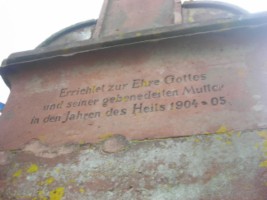 Errichtet zur Ehre Gottes
und seiner gebenedeiten Mutter
in den Jahren des Heils 1904-05